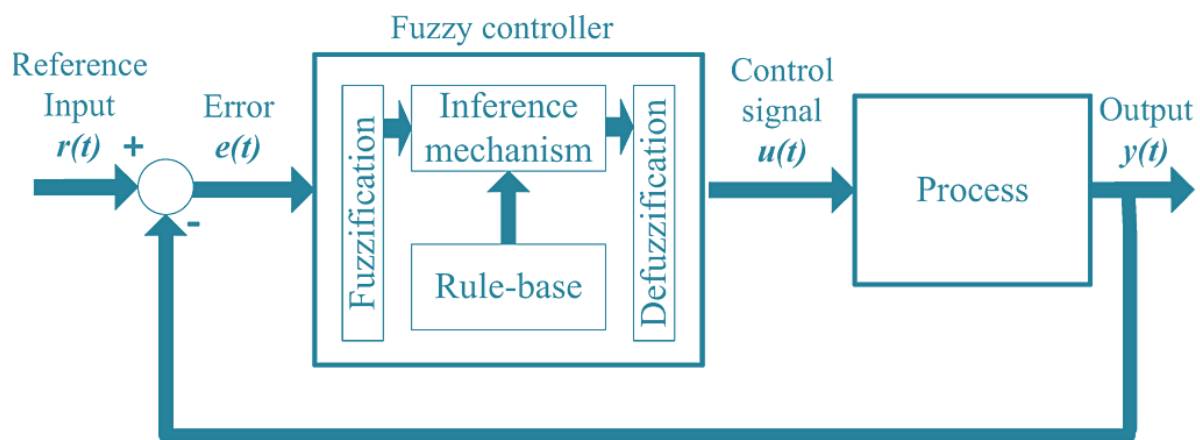 Fuzzy controller
Reference
Input
r(t)
+
-
Error
e(t)
Fuzzification
Inference
mechanism
Rule-base
Defuzzification
Control
signal
u(t)
Process
Output
y(t)